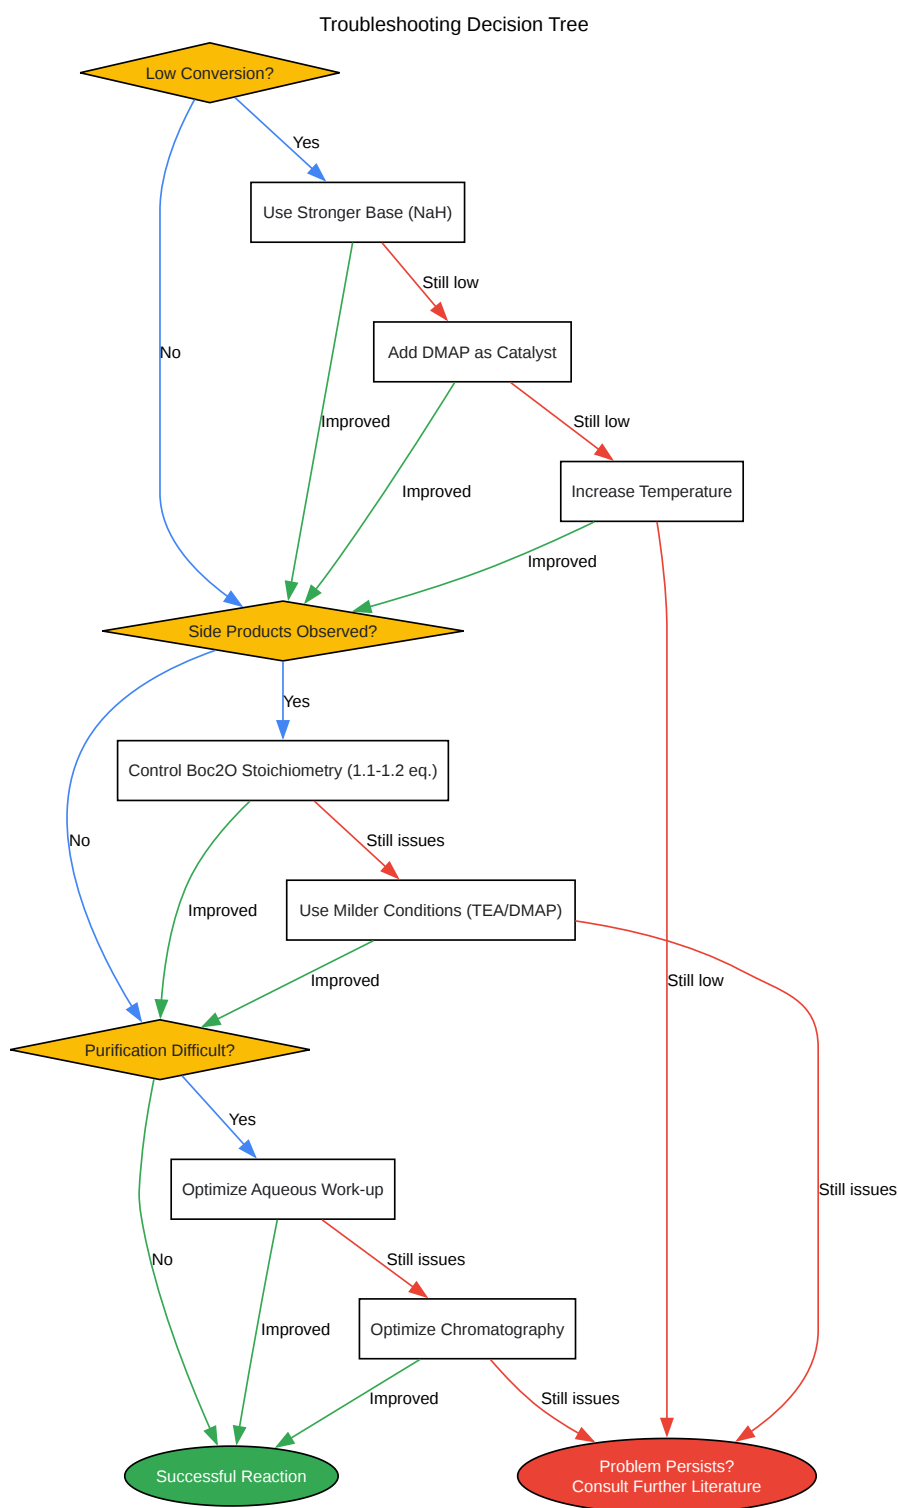 Troubleshooting Decision Tree
Low Conversion?
Yes
Use Stronger Base (NaH)
Still low
Add DMAP as Catalyst
No
Improved
Still low
Improved
Increase Temperature
Improved
Side Products Observed?
Yes
Control Boc2O Stoichiometry (1.1-1.2 eq.)
No
Still issues
Improved
Use Milder Conditions (TEA/DMAP)
Improved
Still low
Purification Difficult?
Yes
Optimize Aqueous Work-up
Still issues
No
Still issues
Improved
Optimize Chromatography
Improved
Still issues
Successful Reaction
Problem Persists?
Consult Further Literature